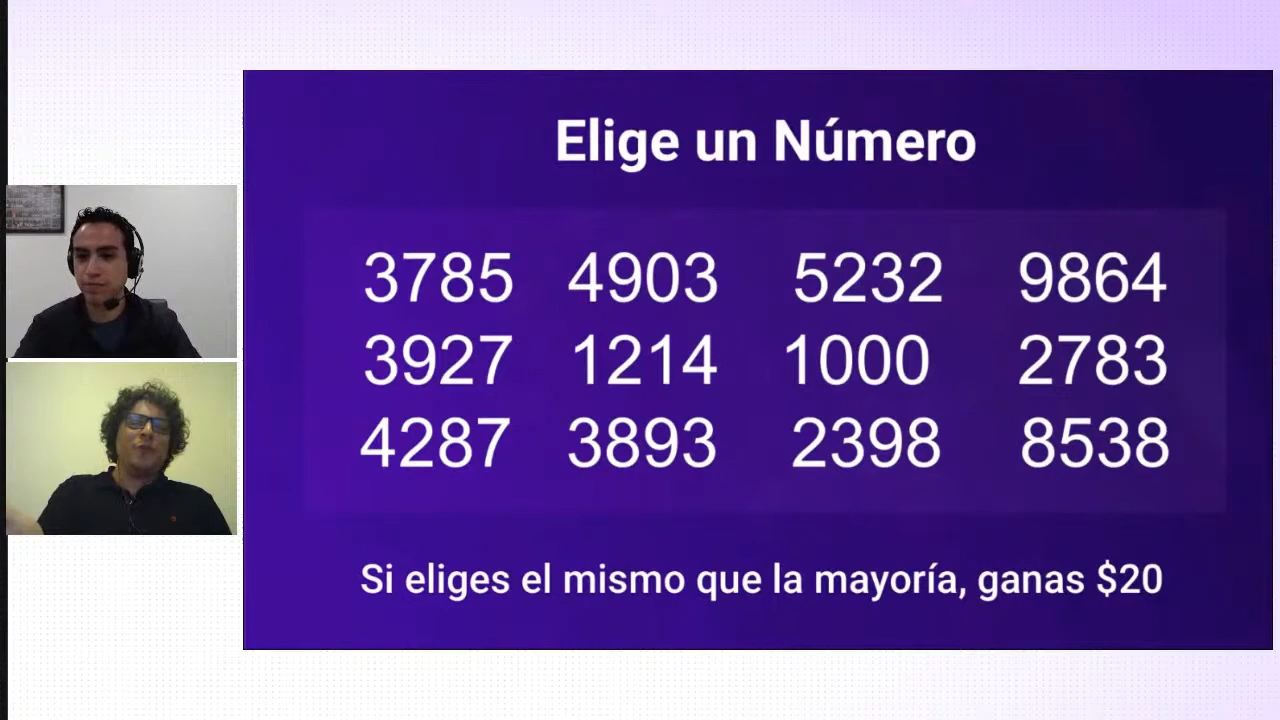 Elige un Número
3785 4903 5232 9864
3927 1214 1000 2783
4287 3893 2398 8538
Si eliges el mismo que la mayoría, ganas $20